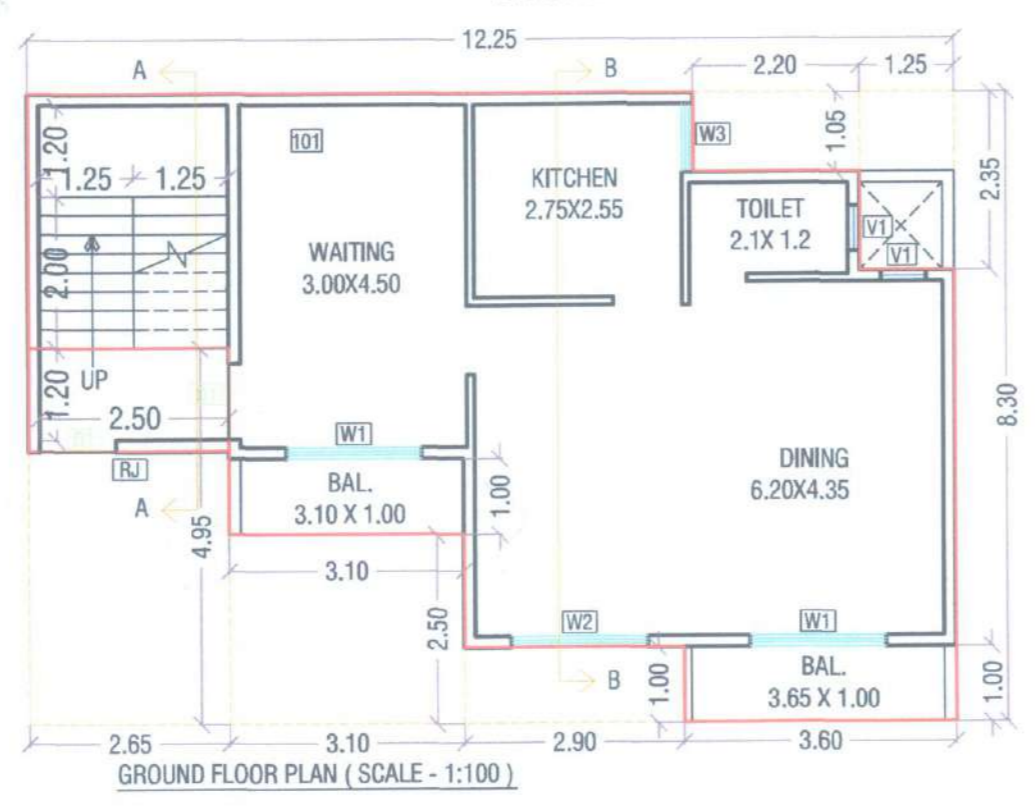 12.25
A
B
2.20
1.25
1.20
1.25
1.25
101
W3
1.05
2.35
KITCHEN
2.75X2.55
TOILET
2.1X 1.2
V1
V1
WAITING
3.00X4.50
2.00
UP
1.20
2.50
8.30
RJ
W1
BAL.
3.10 X 1.00
1.00
DINING
6.20X4.35
A
4.95
3.10
2.50
W2
W1
B
1.00
BAL.
3.65 X 1.00
1.00
2.65
3.10
2.90
3.60
GROUND FLOOR PLAN ( SCALE - 1:100 )